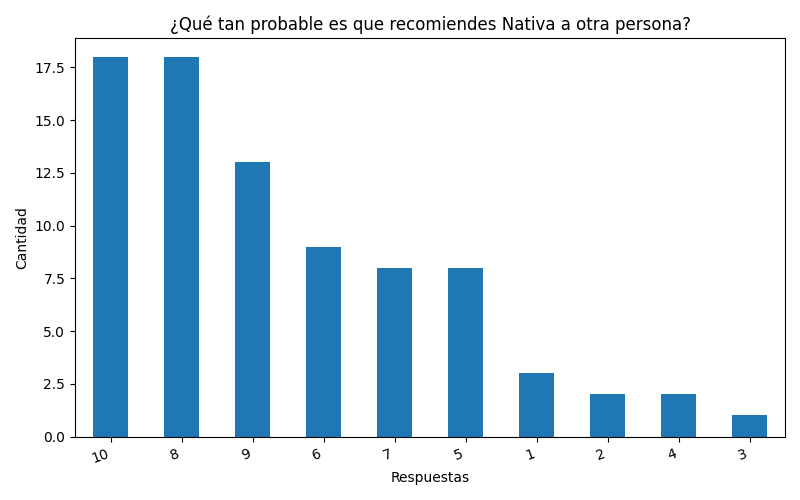 ¿Qué tan probable es que recomiendes Nativa a otra persona?
Cantidad
17.5
15.0
12.5
10.0
7.5
5.0
2.5
0.0
10 8 9 6 7 5 1 2 4 3
Respuestas